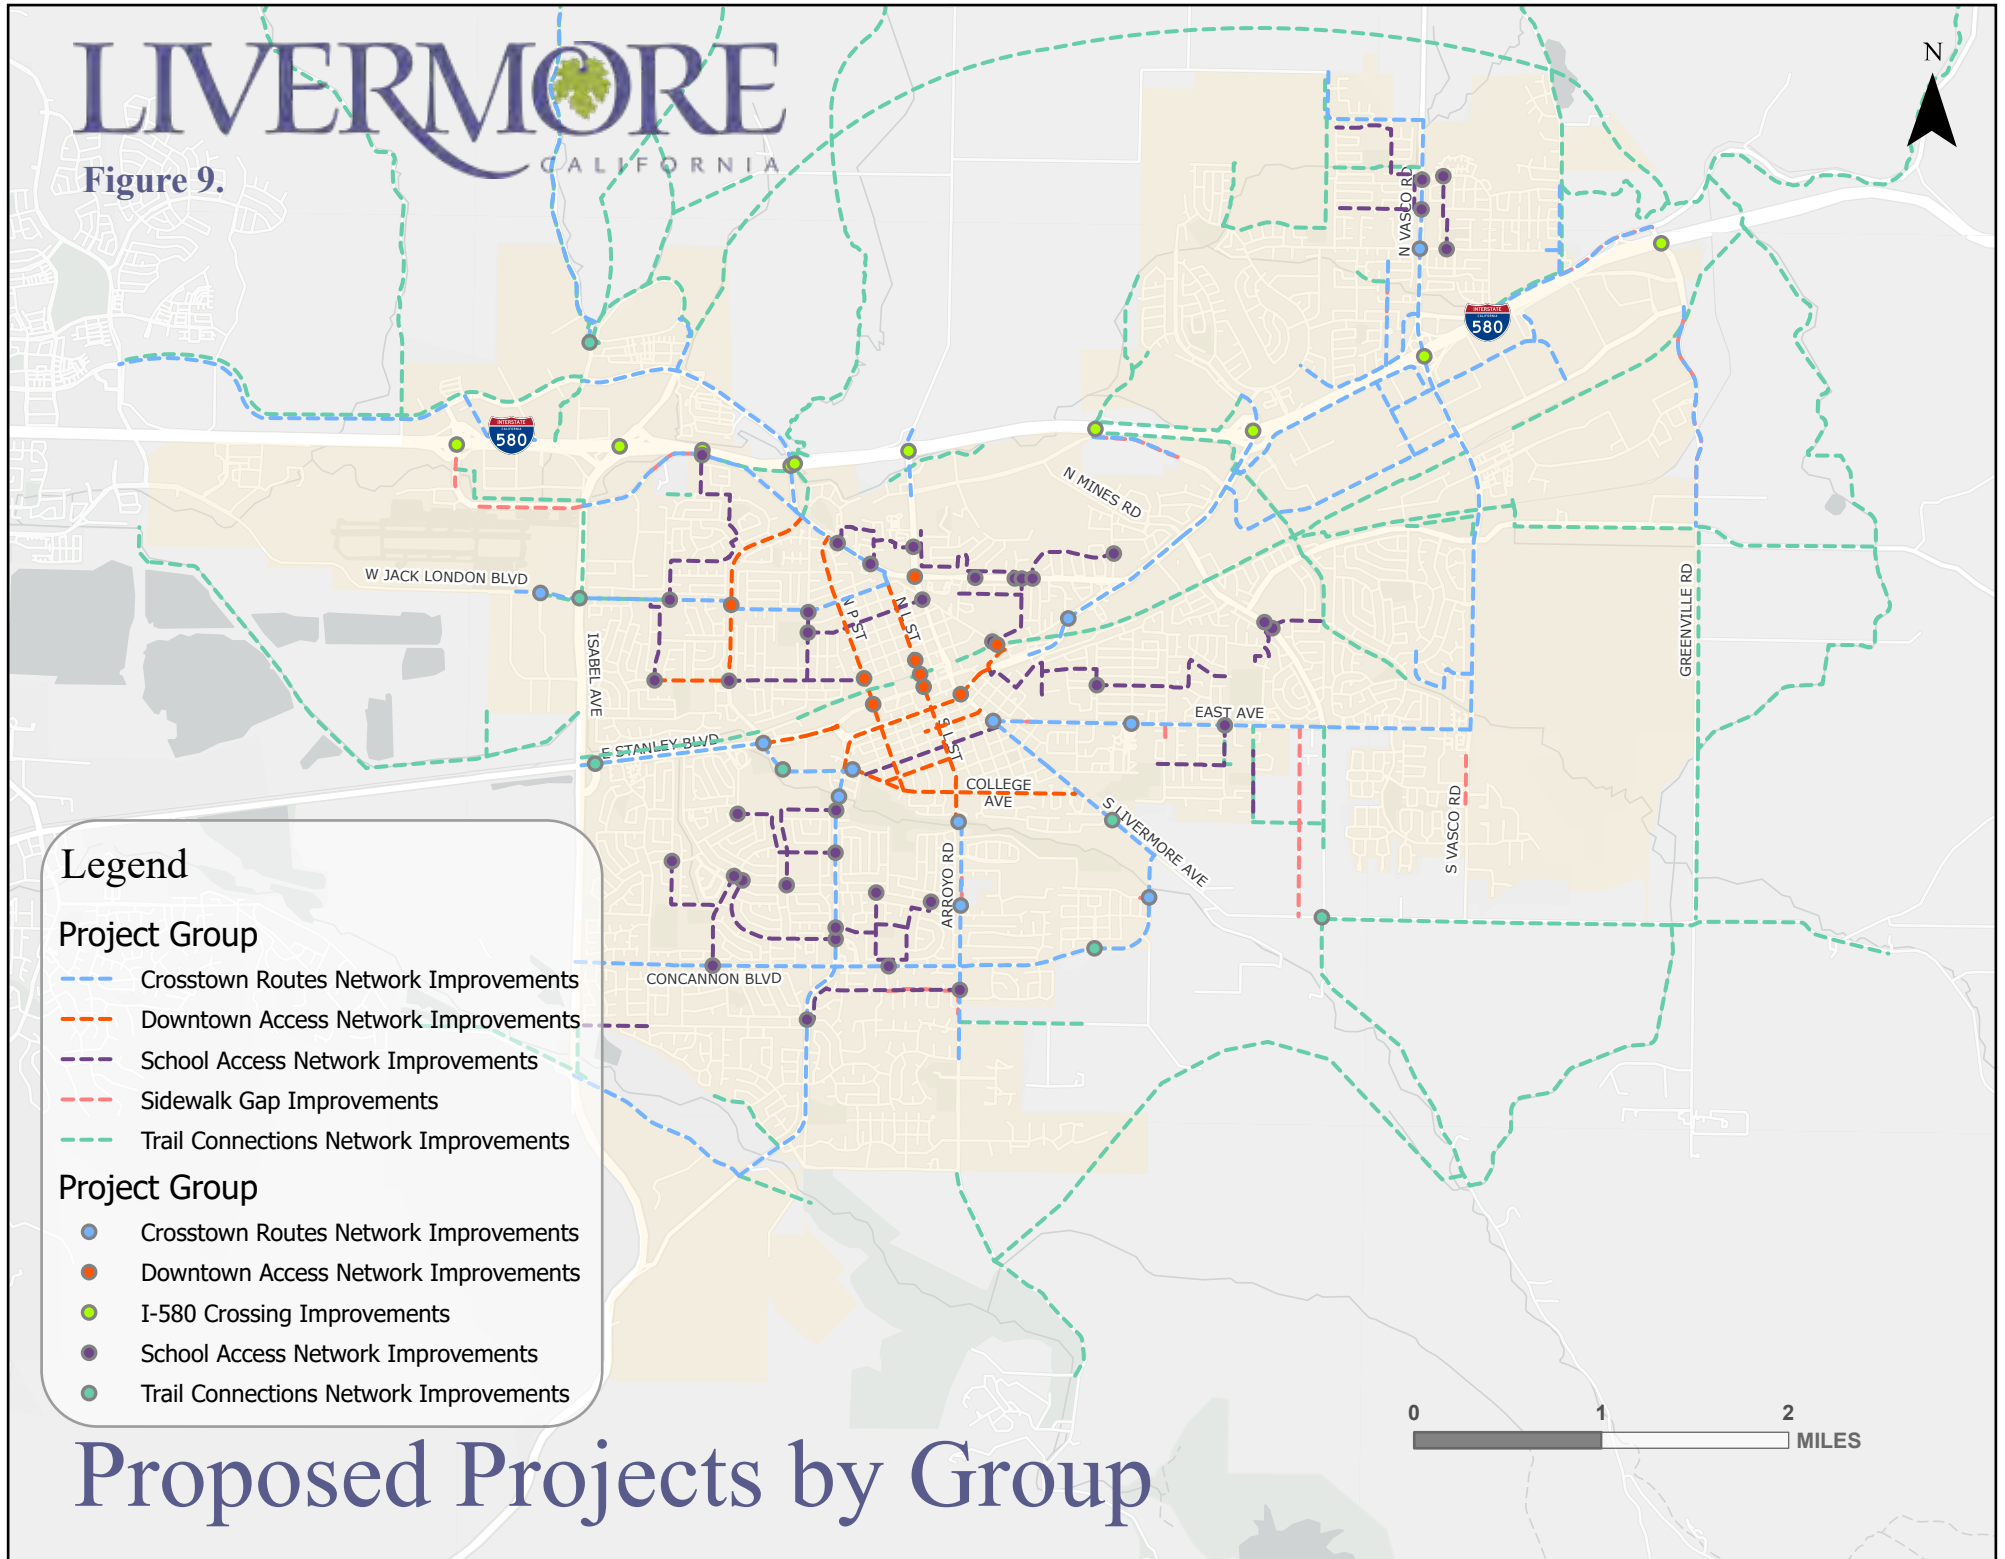 LIVERMORE
CALIFORNIA
Figure 9.
N
N VASCO RD
INTERSTATE
CALIFORNIA
580
INTERSTATE
CALIFORNIA
580
N MINES RD
W JACK LONDON BLVD
N P ST
N L ST
ISABEL AVE
GREENVILLE RD
EAST AVE
S L ST
E STANLEY BLVD
COLLEGE
AVE
S LIVERMORE AVE
S VASCO RD
ARROYO RD
CONCANNON BLVD
Legend
Project Group
Crosstown Routes Network Improvements
Downtown Access Network Improvements
School Access Network Improvements
Sidewalk Gap Improvements
Trail Connections Network Improvements
Project Group
Crosstown Routes Network Improvements
Downtown Access Network Improvements
I-580 Crossing Improvements
School Access Network Improvements
Trail Connections Network Improvements
0 1 2
MILES
Proposed Projects by Group